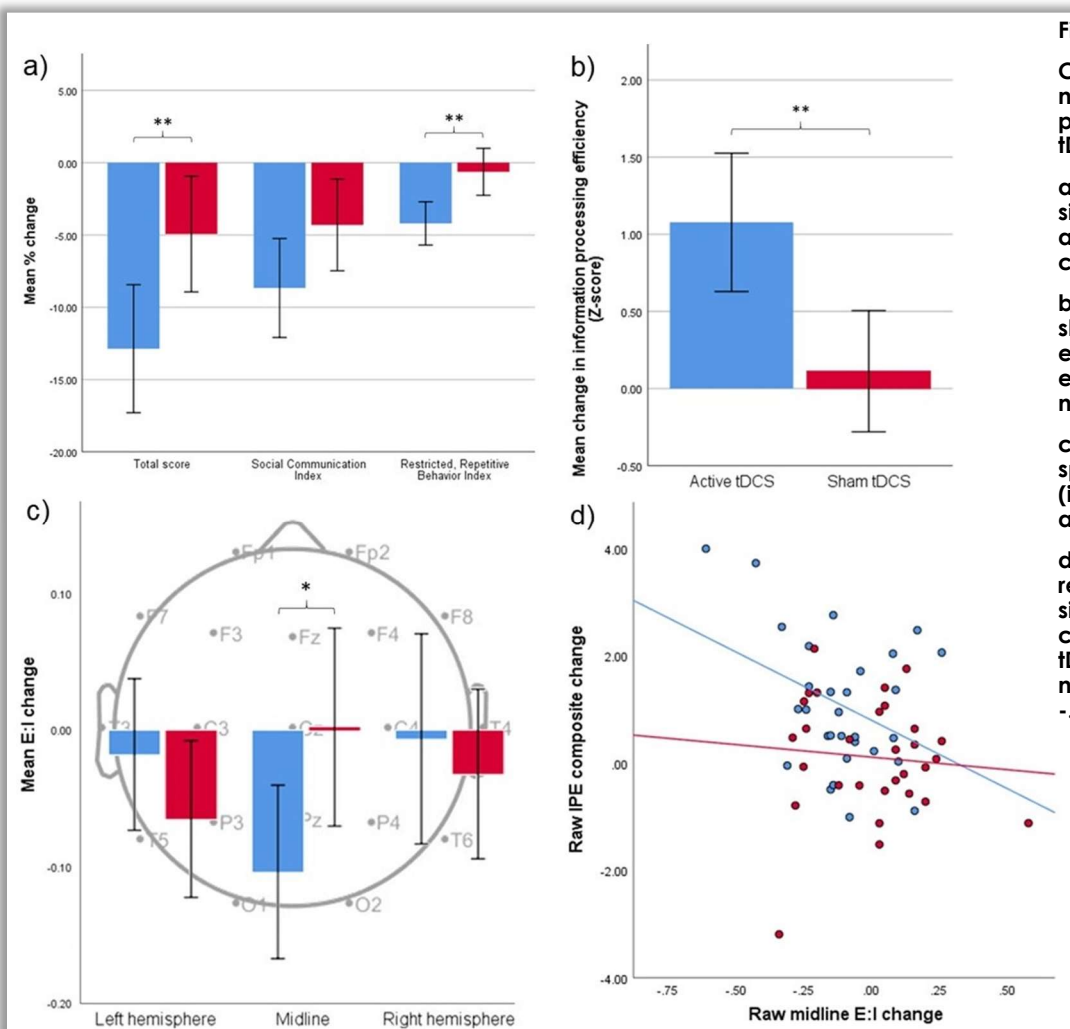 a)
5.00
0.00
-5.00
-10.00
-15.00
-20.00
Mean % change
**
**
Total score
Social Communication
Index
Restricted, Repetitive
Behavior Index
b)
2.00
1.50
1.00
0.50
0.00
-0.50
Mean change in information processing efficiency
(Z-score)
**
Active tDCS
Sham tDCS
c)
0.10
0.00
-0.10
-0.20
Mean E:I change
*
Fp1
Fp2
F7
F3
Fz
F4
F8
T3
C3
Cz
C4
T4
T5
P3
Pz
P4
T6
O1
O2
Left hemisphere
Midline
Right hemisphere
d)
4.00
2.00
.00
-2.00
-4.00
Raw IPE composite change
-.75
-.50
-.25
.00
.25
.50
Raw midline E:I change